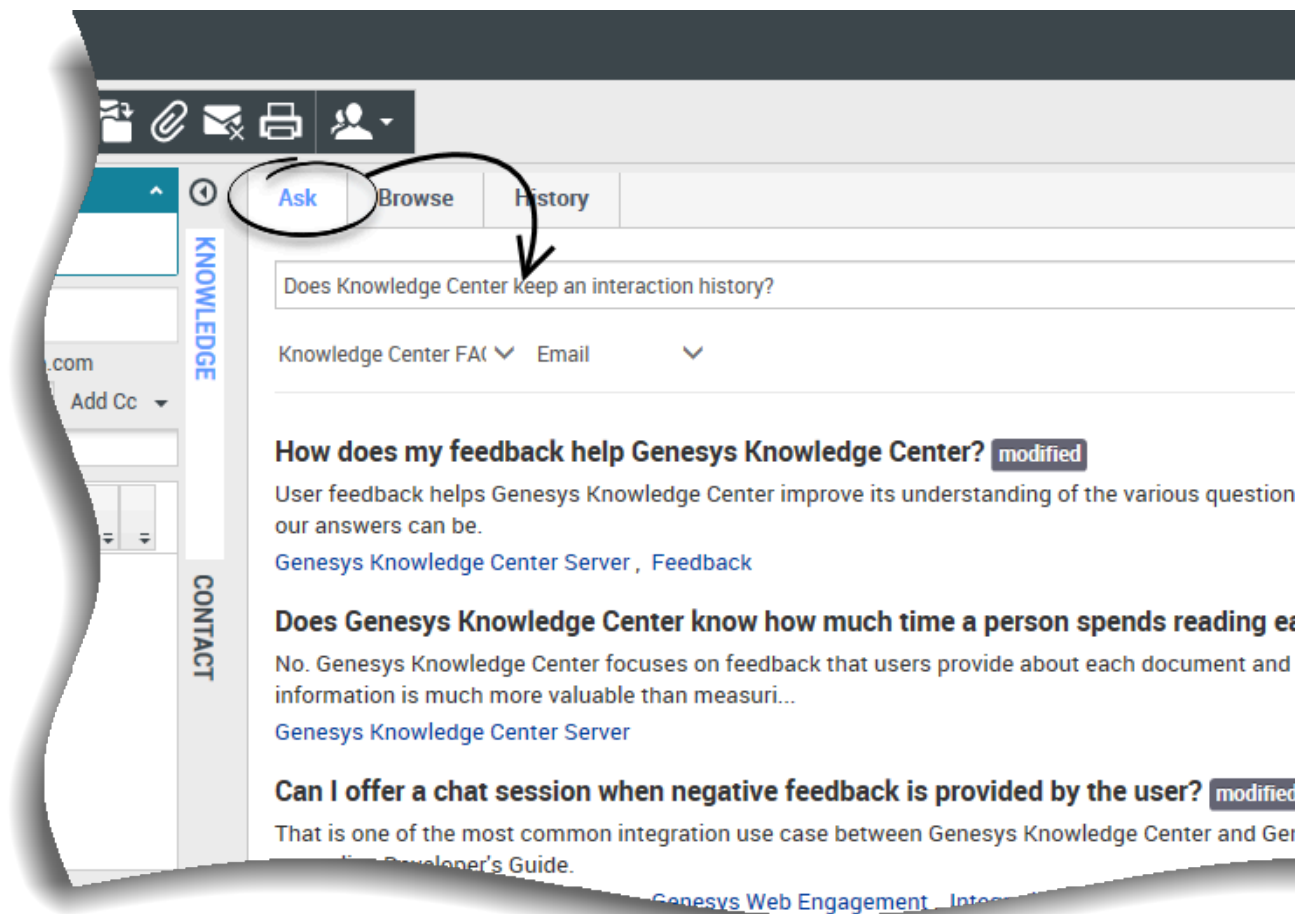 Ask Browse History
KNOWLEDGE
Does Knowledge Center keep an interaction history?
Knowledge Center FA Email
.com
Add Cc
How does my feedback help Genesys Knowledge Center? modified
User feedback helps Genesys Knowledge Center improve its understanding of the various question
our answers can be.
Genesys Knowledge Center Server , Feedback
CONTACT
Does Genesys Knowledge Center know how much time a person spends reading ea
No. Genesys Knowledge Center focuses on feedback that users provide about each document and
information is much more valuable than measuri...
Genesys Knowledge Center Server
Can I offer a chat session when negative feedback is provided by the user? modified
That is one of the most common integration use case between Genesys Knowledge Center and Ger
Developer's Guide.
Genesys Web Engagement